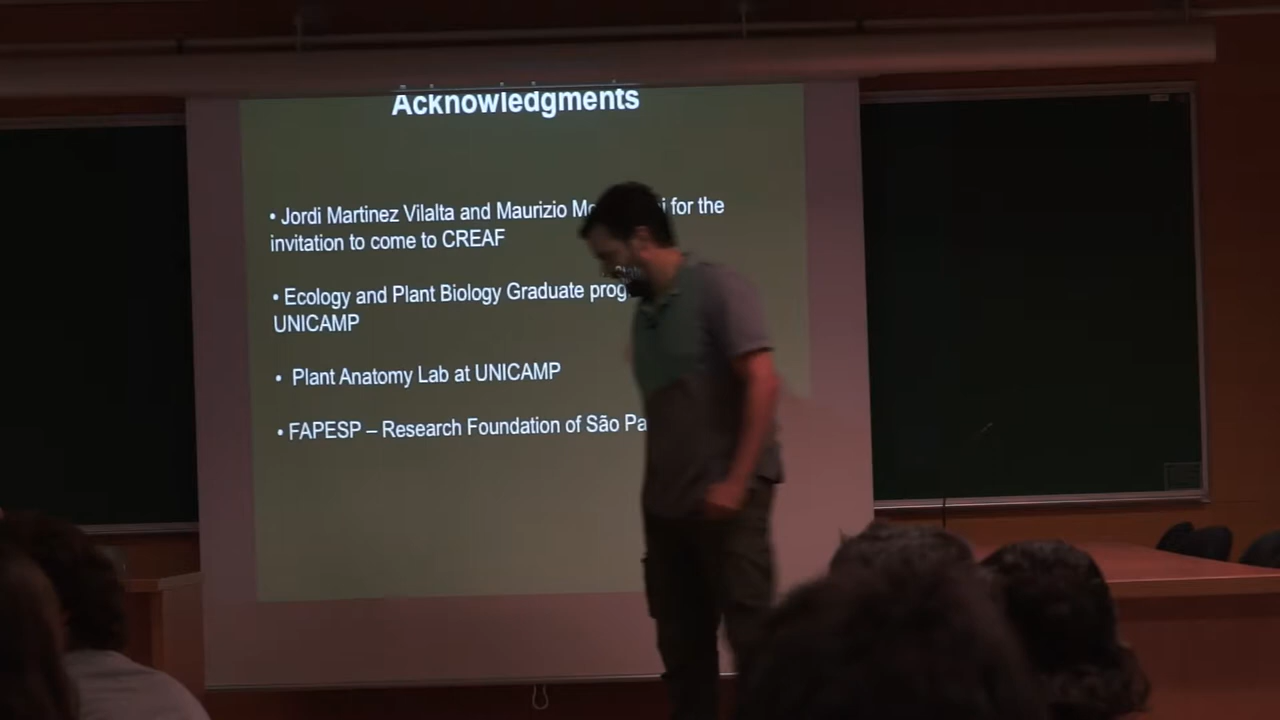 Acknowledgments
• Jordi Martinez Vilalta and Maurizio for the
invitation to come to CREAF
• Ecology and Plant Biology Graduate
UNICAMP
• Plant Anatomy Lab at UNICAMP
• FAPESP – Research Foundation of São